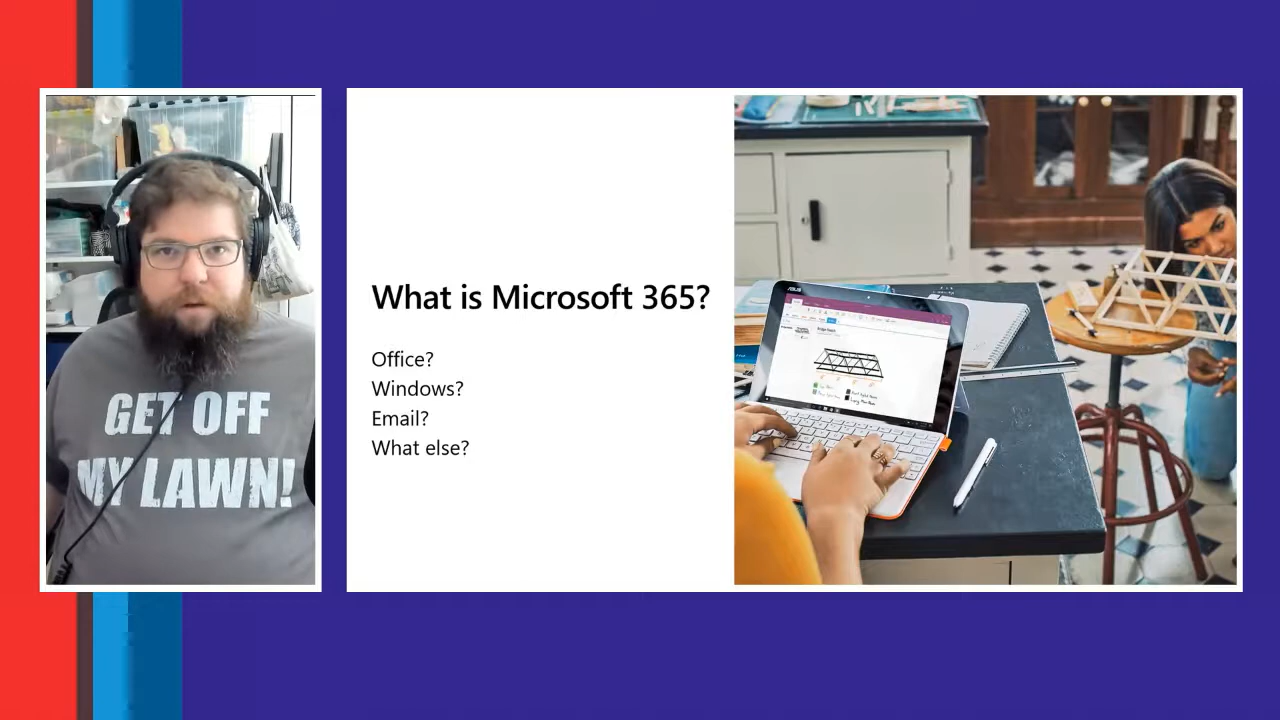 GET OFF
MY LAWN!
What is Microsoft 365?
Office?
Windows?
Email?
What else?
ASUS